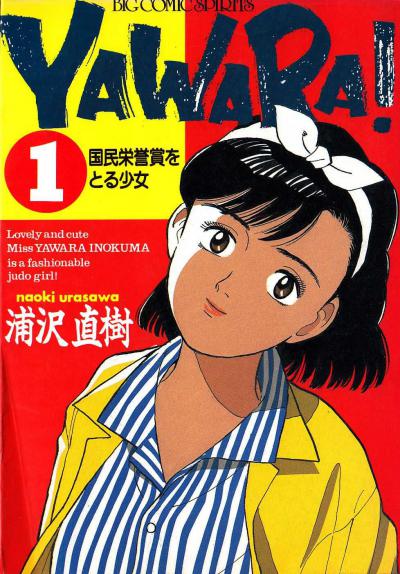 BIG COMIC SPIRITS
YAWARA!
1
国民栄誉賞を
とる少女
Lovely and cute
Miss YAWARA INOKUMA
is a fashionable
judo girl!
naoki urasawa
浦沢直樹